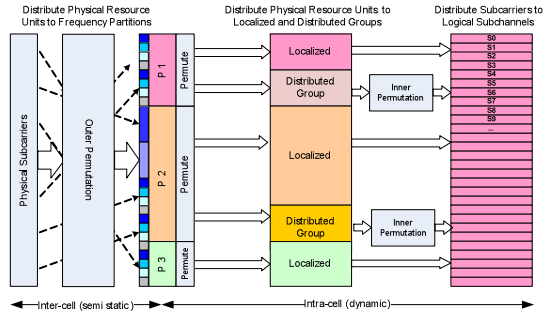 Distribute Physical Resource
Units to Frequency Partitions
Distribute Physical Resource Units to
Localized and Distributed Groups
Distribute Subcarriers to
Logical Subchannels
Physical Subcarriers
Outer Permutation
P 1
P 2
P 3
Permute
Permute
Permute
Localized
Distributed
Group
Localized
Distributed
Group
Localized
Inner
Permutation
Inner
Permutation
S0
S1
S2
S3
S4
S5
S6
S7
S8
S9
...
Inter-cell (semi static)
Intra-cell (dynamic)